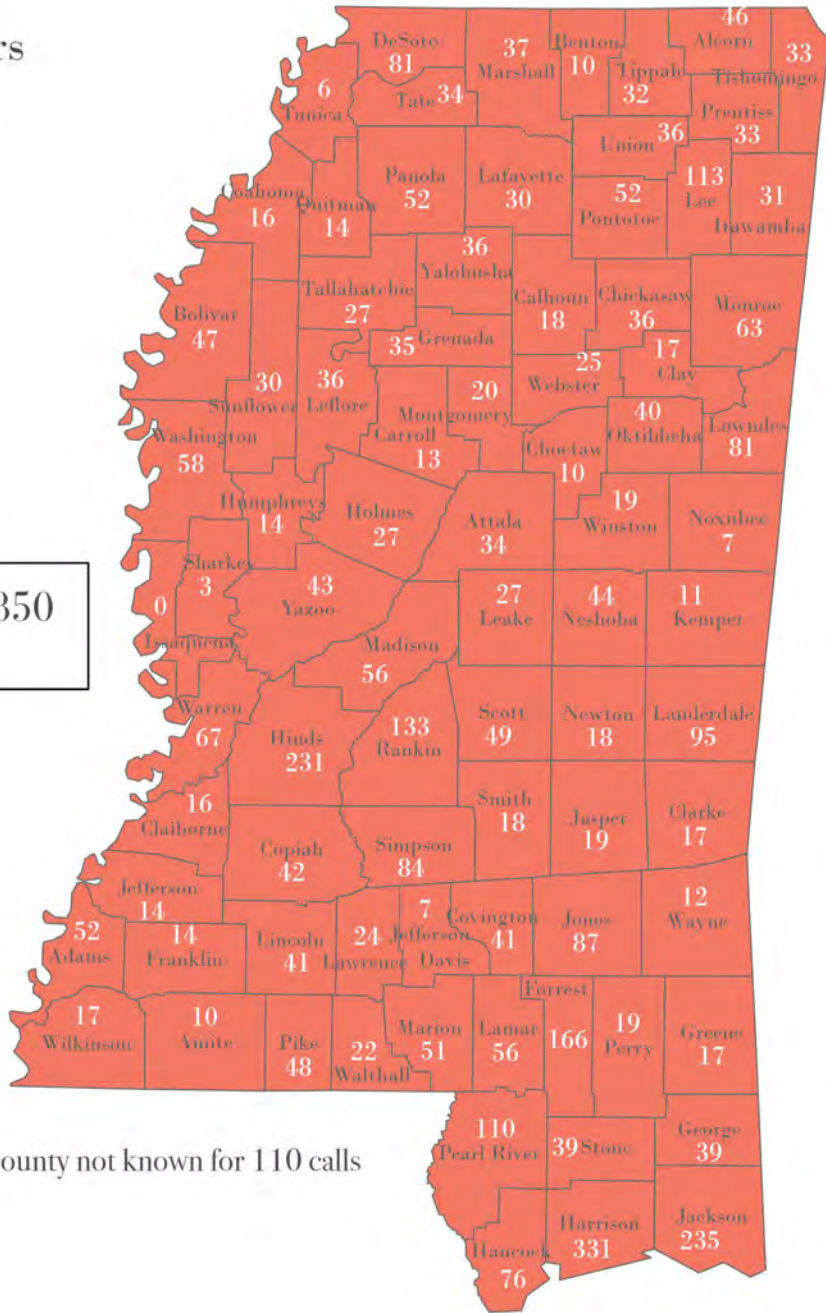 rs
46
Alcorn
DeSoto
81
37
Marshall
Benton
10
Tippah
32
33
Tishomingo
6
Tunica
Tate 34
Prentiss
33
Union 36
Panola
52
Lafayette
30
113
Lee
31
Itawamba
52
Pontotoc
Coahoma
16
Quitman
14
36
Yalobusha
Tallahatchie
27
Calhoun
18
Chickasaw
36
Monroe
63
Bolivar
47
35 Grenada
25
Webster
17
Clay
30
Sunflower
36
Leflore
20
Montgomery
Carroll
13
40
Oktibbeha
Lowndes
81
Washington
58
Choctaw
10
Humphreys
14
Holmes
27
Attala
34
19
Winston
Noxubee
7
Sharkey
3
350
0
Issaquena
43
Yazoo
27
Leake
44
Neshoba
11
Kemper
Madison
56
Warren
67
Hinds
231
133
Rankin
Scott
49
Newton
18
Lauderdale
95
16
Claiborne
Smith
18
Jasper
19
Clarke
17
Copiah
42
Simpson
84
Jefferson
14
7
Jefferson
Davis
Covington
41
Jones
87
12
Wayne
52
Adams
14
Franklin
Lincoln
41
24
Lawrence
Forrest
166
17
Wilkinson
10
Amite
Pike
48
22
Walthall
Marion
51
Lamar
56
19
Perry
Greene
17
110
Pearl River
39 Stone
George
39
ounty not known for 110 calls
Hancock
76
Harrison
331
Jackson
235